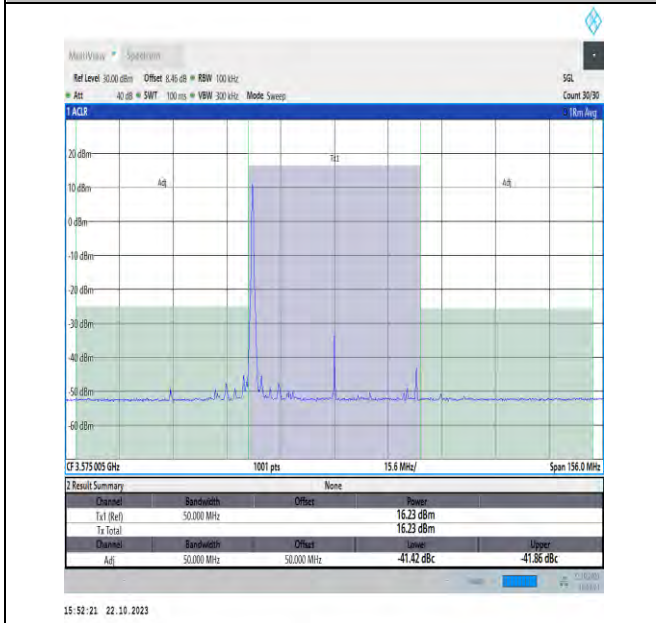 MultiView Spectrum
Ref Level 30.00 dBm Offset 8.45 dB RBW 100 kHz SGL
Att 40 dB SWT 100 ms VBW 300 kHz Mode Sweep Count 30/30
1 ACLR 1Rm Avg
20 dBm
Tx1
Adj Adj
10 dBm
0 dBm
-10 dBm
-20 dBm
-30 dBm
-40 dBm
-50 dBm
-60 dBm
CF 3.575 005 GHz 1001 pts 15.6 MHz/ Span 156.0 MHz
2 Result Summary None
Channel Bandwidth Offset Power
Tx1 (Ref) 50.000 MHz 16.23 dBm
Tx Total 16.23 dBm
Channel Bandwidth Offset Lower Upper
Adj 50.000 MHz 50.000 MHz -41.42 dBc -41.86 dBc
15:52:21 22.10.2023